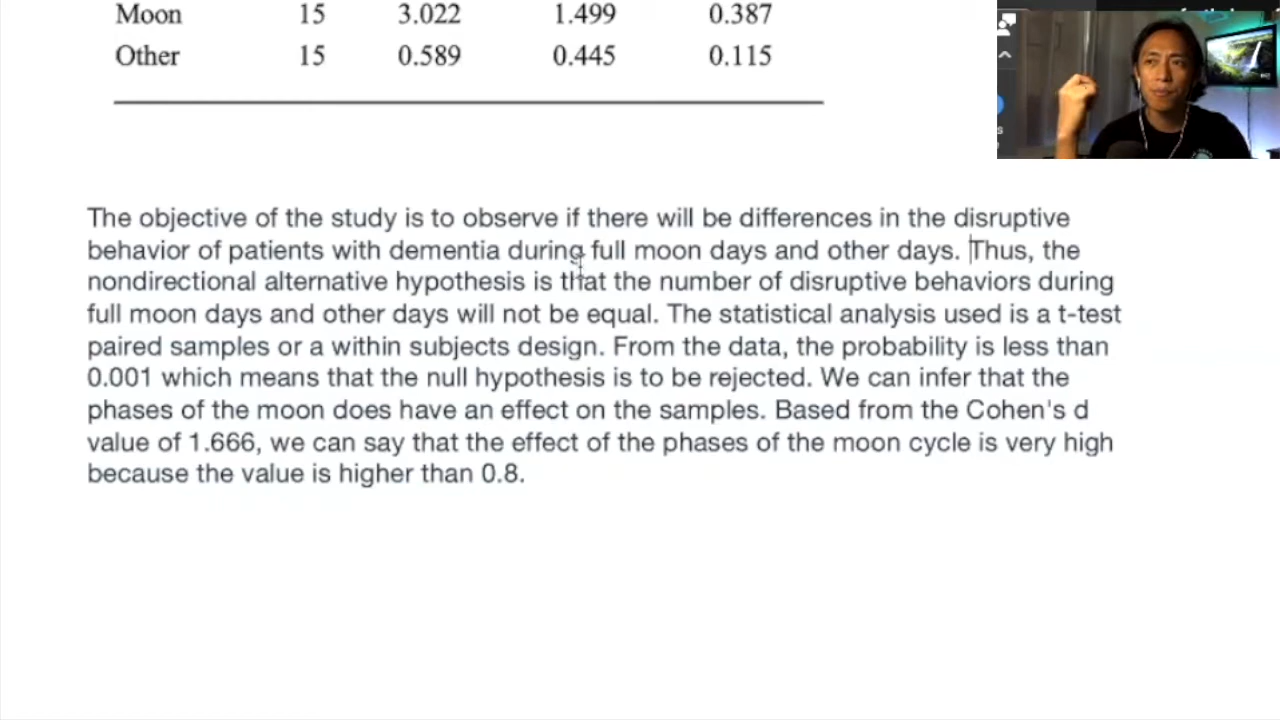 Moon 15 3.022 1.499 0.387
Other 15 0.589 0.445 0.115
The objective of the study is to observe if there will be differences in the disruptive
behavior of patients with dementia during full moon days and other days. Thus, the
nondirectional alternative hypothesis is that the number of disruptive behaviors during
full moon days and other days will not be equal. The statistical analysis used is a t-test
paired samples or a within subjects design. From the data, the probability is less than
0.001 which means that the null hypothesis is to be rejected. We can infer that the
phases of the moon does have an effect on the samples. Based from the Cohen's d
value of 1.666, we can say that the effect of the phases of the moon cycle is very high
because the value is higher than 0.8.